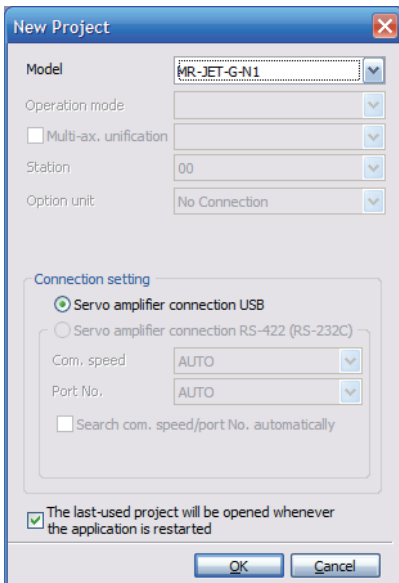 New Project
Model MR-JET-G-N1
Operation mode
Multi-ax. unification
Station 00
Option unit No Connection
Connection setting
Servo amplifier connection USB
Servo amplifier connection RS-422 (RS-232C)
Com. speed AUTO
Port No. AUTO
Search com. speed/port No. automatically
The last-used project will be opened whenever
the application is restarted
OK Cancel